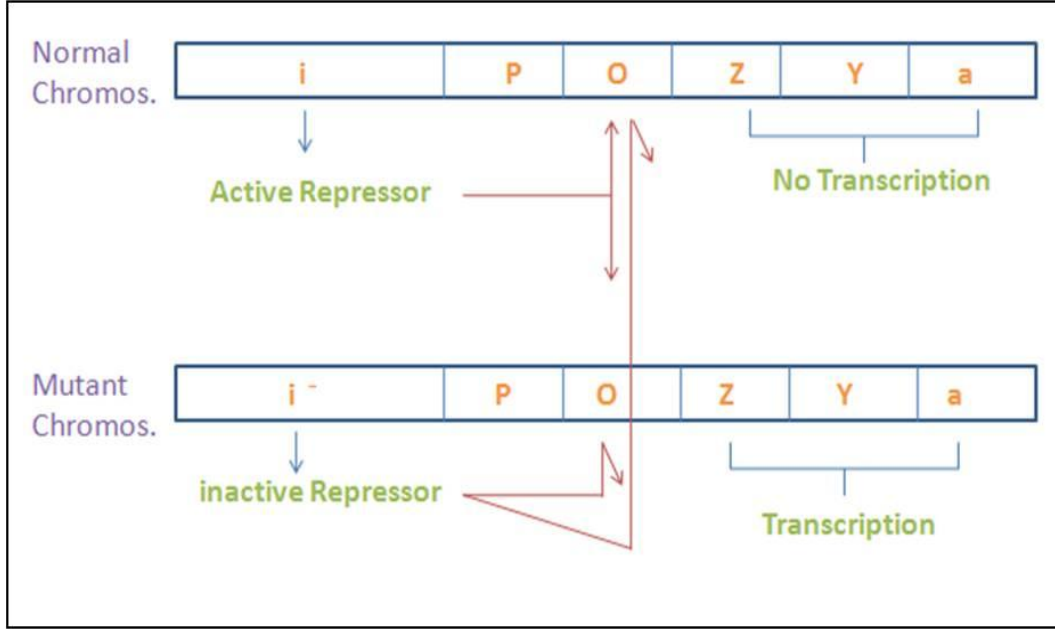 Normal
Chromos.
i P O Z Y a
Active Repressor
No Transcription
Mutant
Chromos.
i - P O Z Y a
inactive Repressor
Transcription